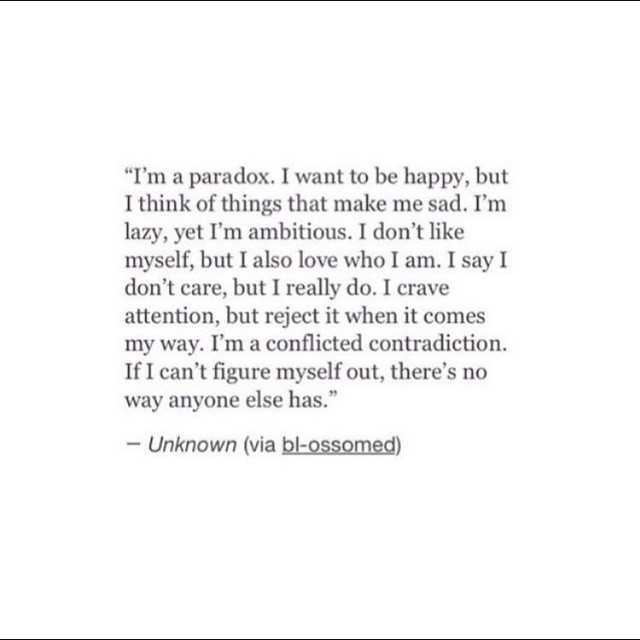 “I’m a paradox. I want to be happy, but
I think of things that make me sad. I’m
lazy, yet I’m ambitious. I don’t like
myself, but I also love who I am. I say I
don’t care, but I really do. I crave
attention, but reject it when it comes
my way. I’m a conflicted contradiction.
If I can’t figure myself out, there’s no
way anyone else has.”
— Unknown (via bl-ossomed)